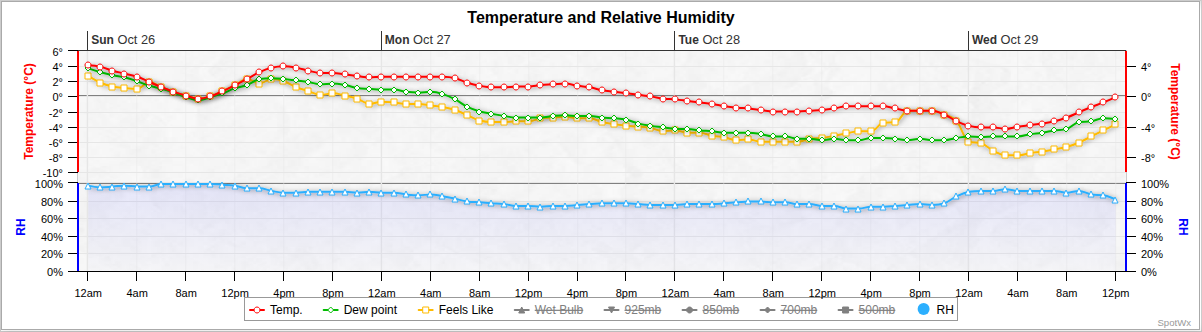 Temperature and Relative Humidity
Sun Oct 26 Mon Oct 27 Tue Oct 28 Wed Oct 29
Temperature (°C)
6°
4°
2°
0°
-2°
-4°
-6°
-8°
-10°
4°
0°
-4°
-8°
Temperature (°C)
RH
100%
80%
60%
40%
20%
0%
100%
80%
60%
40%
20%
0%
RH
12am 4am 8am 12pm 4pm 8pm 12am 4am 8am 12pm 4pm 8pm 12am 4am 8am 12pm 4pm 8pm 12am 4am 8am 12pm
Temp. Dew point Feels Like Wet Bulb 925mb 850mb 700mb 500mb RH
SpotWx